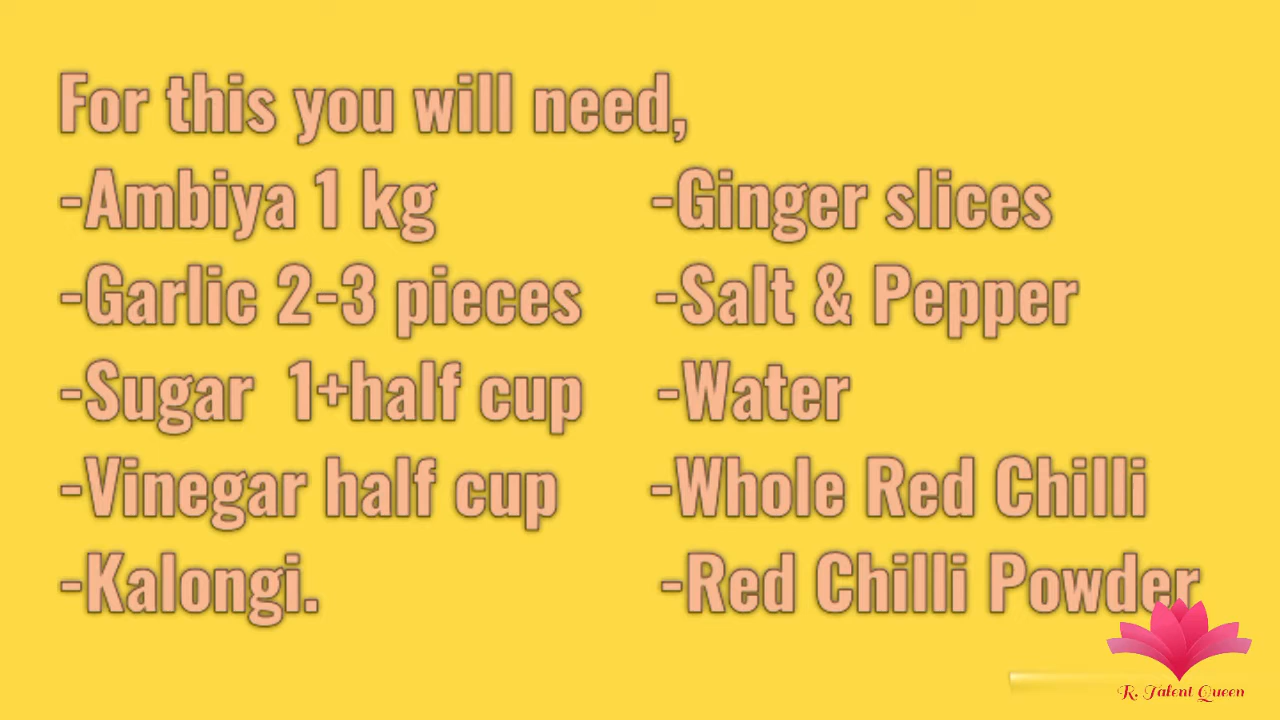 For this you will need,
-Ambiya 1 kg
-Garlic 2-3 pieces
-Sugar 1+half cup
-Vinegar half cup
-Kalongi.
-Ginger slices
-Salt & Pepper
-Water
-Whole Red Chilli
-Red Chilli Powder
R. Talent Queen